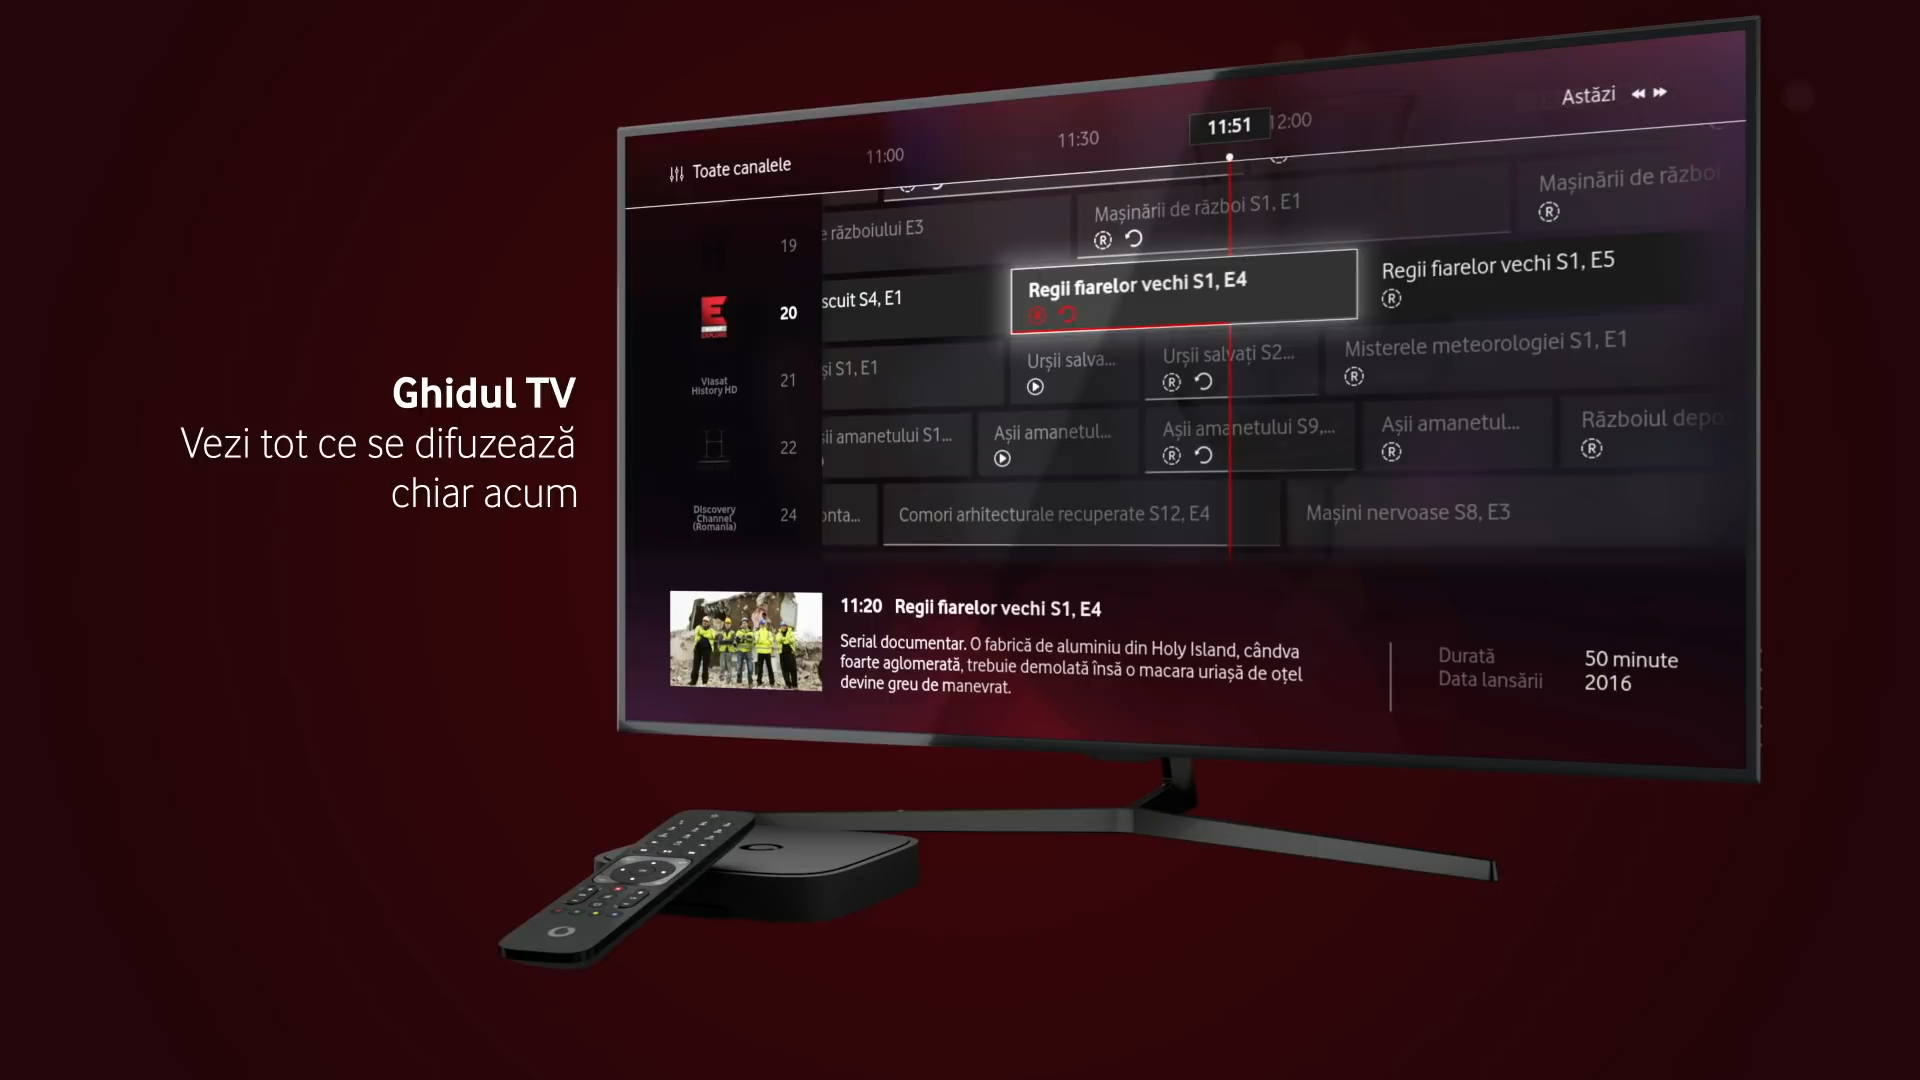 Ghidul TV
Vezi tot ce se difuzează
chiar acum
Toate canalele
11:00
11:30
11:51
12:00
Astăzi
19
e războiului E3
Mașinării de război S1, E1
Mașinării de război
20
scuit S4, E1
Regii fiarelor vechi S1, E4
Regii fiarelor vechi S1, E5
Viasat
History HD
21
și S1, E1
Urșii salva...
Urșii salvați S2...
Misterele meteorologiei S1, E1
22
ii amanetului S1...
Așii amanetul...
Așii amanetului S9,...
Așii amanetul...
Războiul depo
Discovery
Channel
(Romania)
24
onta...
Comori arhitecturale recuperate S12, E4
Mașini nervoase S8, E3
11:20 Regii fiarelor vechi S1, E4
Serial documentar. O fabrică de aluminiu din Holy Island, cândva
foarte aglomerată, trebuie demolată însă o macara uriașă de oțel
devine greu de manevrat.
Durată 50 minute
Data lansării 2016